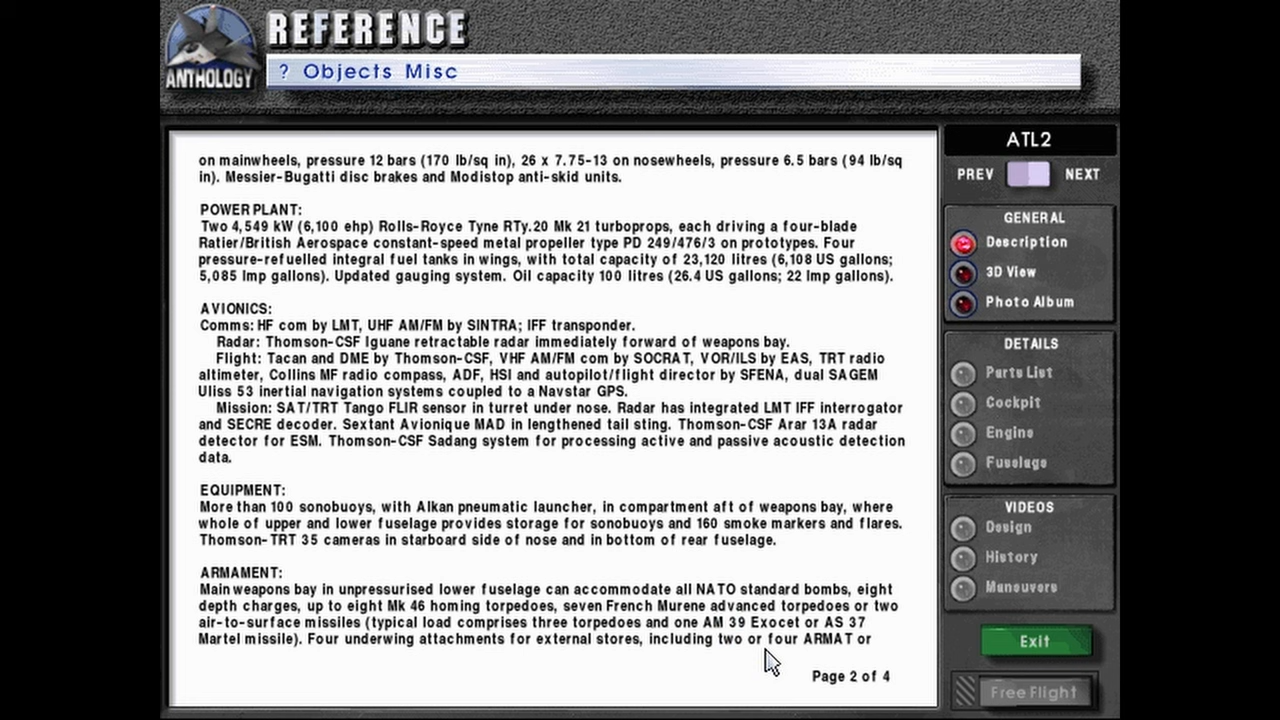 REFERENCE
ANTHOLOGY
? Objects Misc
on mainwheels, pressure 12 bars (170 lb/sq in), 26 x 7.75-13 on nosewheels, pressure 6.5 bars (94 lb/sq
in). Messier-Bugatti disc brakes and Modistop anti-skid units.
POWER PLANT:
Two 4,549 kW (6,100 ehp) Rolls-Royce Tyne RTy.20 Mk 21 turboprops, each driving a four-blade
Ratier/British Aerospace constant-speed metal propeller type PD 249/476/3 on prototypes. Four
pressure-refuelled integral fuel tanks in wings, with total capacity of 23,120 litres (6,108 US gallons;
5,085 Imp gallons). Updated gauging system. Oil capacity 100 litres (26.4 US gallons; 22 Imp gallons).
AVIONICS:
Comms: HF com by LMT, UHF AM/FM by SINTRA; IFF transponder.
Radar: Thomson-CSF Iguane retractable radar immediately forward of weapons bay.
Flight: Tacan and DME by Thomson-CSF, VHF AM/FM com by SOCRAT, VOR/ILS by EAS, TRT radio
altimeter, Collins MF radio compass, ADF, HSI and autopilot/flight director by SFENA, dual SAGEM
Uliss 53 inertial navigation systems coupled to a Navstar GPS.
Mission: SAT/TRT Tango FLIR sensor in turret under nose. Radar has integrated LMT IFF interrogator
and SECRE decoder. Sextant Avionique MAD in lengthened tail sting. Thomson-CSF Arar 13A radar
detector for ESM. Thomson-CSF Sadang system for processing active and passive acoustic detection
data.
EQUIPMENT:
More than 100 sonobuoys, with Alkan pneumatic launcher, in compartment aft of weapons bay, where
whole of upper and lower fuselage provides storage for sonobuoys and 160 smoke markers and flares.
Thomson-TRT 35 cameras in starboard side of nose and in bottom of rear fuselage.
ARMAMENT:
Main weapons bay in unpressurised lower fuselage can accommodate all NATO standard bombs, eight
depth charges, up to eight Mk 46 homing torpedoes, seven French Murene advanced torpedoes or two
air-to-surface missiles (typical load comprises three torpedoes and one AM 39 Exocet or AS 37
Martel missile). Four underwing attachments for external stores, including two or four ARMAT or
Page 2 of 4
ATL2
PREV NEXT
GENERAL
Description
3D View
Photo Album
DETAILS
Parts List
Cockpit
Engine
Fuselage
VIDEOS
Design
History
Maneuvers
Exit
Free Flight